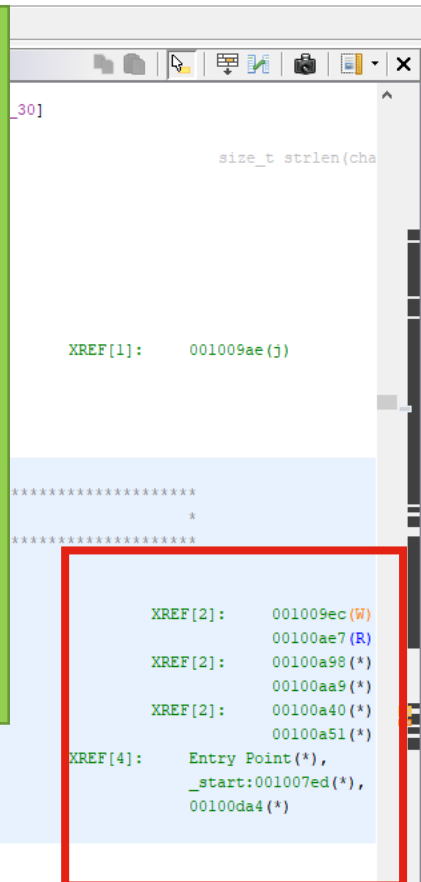 _30]
size_t strlen(cha
XREF[1]: 001009ae(j)
*********************
*
*********************
XREF[2]: 001009ec(W)
00100ae7(R)
XREF[2]: 00100a98(*)
00100aa9(*)
XREF[2]: 00100a40(*)
00100a51(*)
XREF[4]: Entry Point(*),
_start:001007ed(*),
00100da4(*)